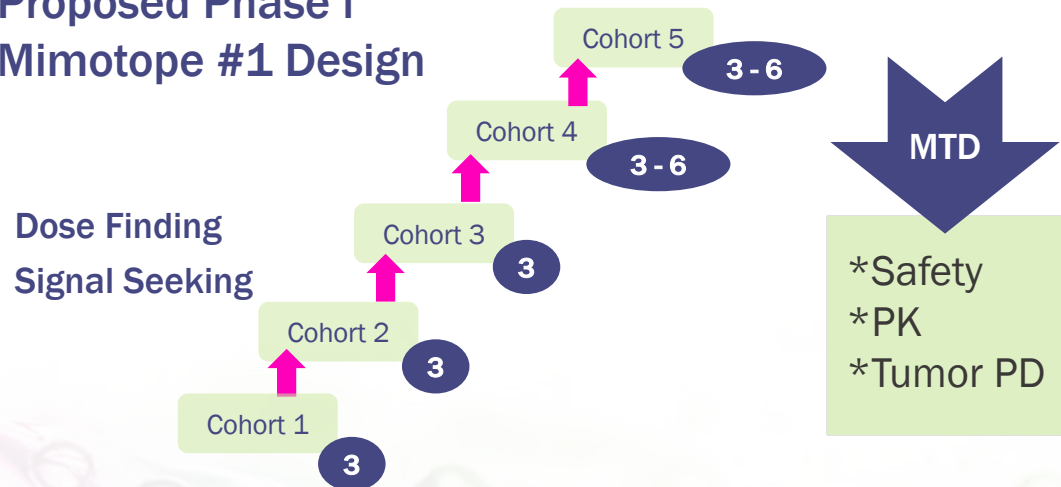 Proposed Phase I
Mimotope #1 Design
Cohort 5
3 - 6
Cohort 4
3 - 6
MTD
Dose Finding
Signal Seeking
Cohort 3
3
Cohort 2
3
Cohort 1
3
*Safety
*PK
*Tumor PD